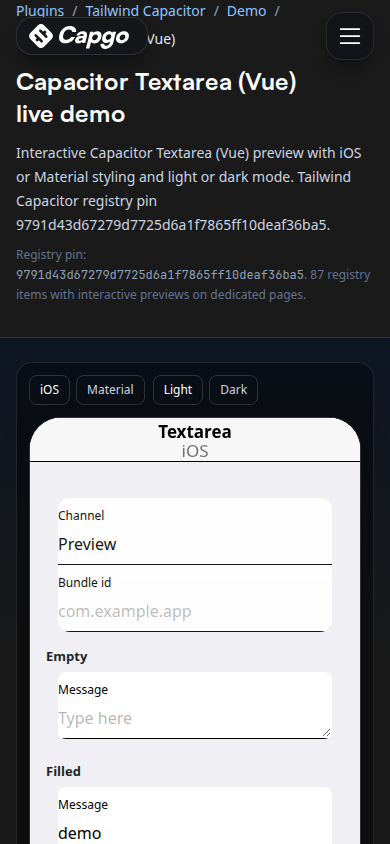 Plugins / Tailwind Capacitor / Demo /
Capgo
(Vue)
Capacitor Textarea (Vue)
live demo
Interactive Capacitor Textarea (Vue) preview with iOS
or Material styling and light or dark mode. Tailwind
Capacitor registry pin
9791d43d67279d7725d6a1f7865ff10deaf36ba5.
Registry pin:
9791d43d67279d7725d6a1f7865ff10deaf36ba5. 87 registry
items with interactive previews on dedicated pages.
iOS Material Light Dark
Textarea
iOS
Channel
Preview
Bundle id
com.example.app
Empty
Message
Type here
Filled
Message
demo